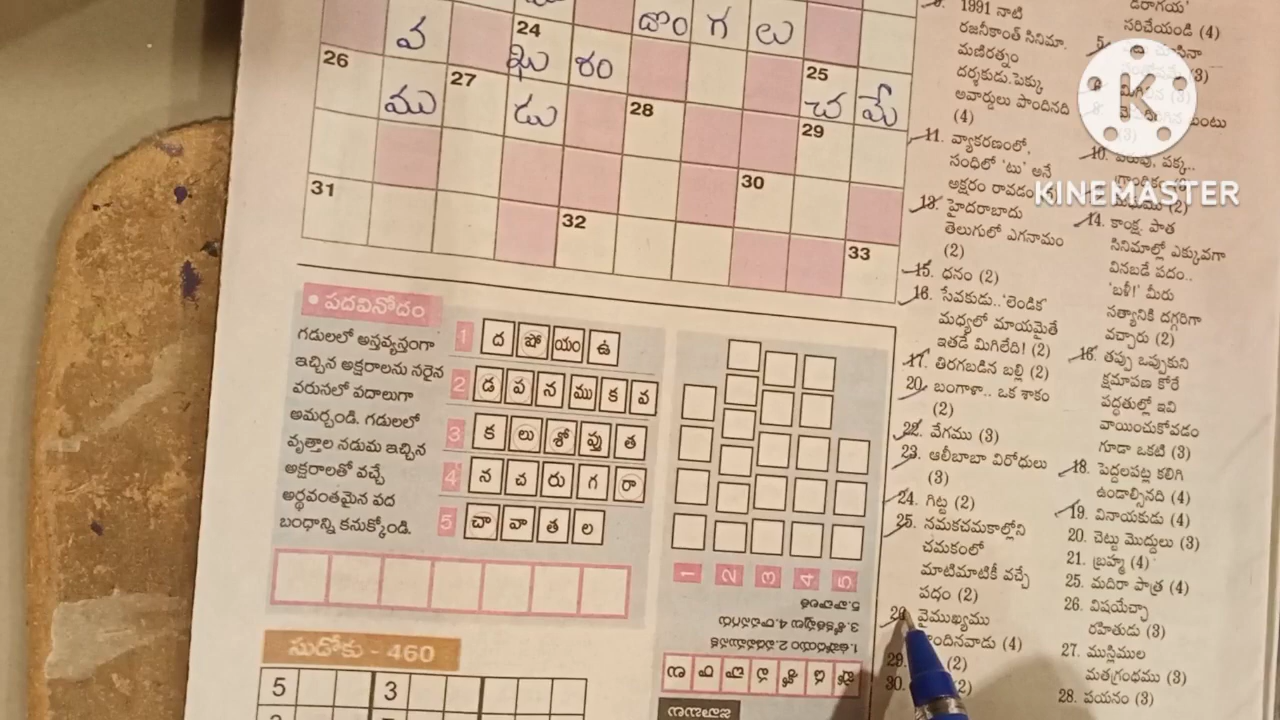 దొం గ లు
వ 24
ఖు రం
26 27 25
ము డు 28 చ మే
29
31 30
32
33
• పదవినోదం
గడులలో అస్తవ్యస్తంగా
ఇచ్చిన అక్షరాలను సరైన
వరుసలో పదాలుగా
అమర్చండి. గడులలో
వృత్తాల నడుమ ఇచ్చిన
అక్షరాలతో వచ్చే
అర్థవంతమైన పద
బంధాన్ని కనుక్కోండి.
1 ద బో యం ఉ
2 డ ప న ము క వ
3 క లు శో ప్తు త
4 న చ రు గ రా
5 చా వా త ల
1 2 3 4 5
సుడోకు - 460
5 3
1991 నాటి
రజనీకాంత్ సినిమా.
మణిరత్నం
దర్శకుడు.పెక్కు
అవార్డులు పొందినది
(4)
11. వ్యాకరణంలో,
సంధిలో 'టు' అనే
అక్షరం రావడం
13. హైదరాబాదు
తెలుగులో ఎగనామం
(2)
15. ధనం (2)
16. సేవకుడు..'లెండిక'
మధ్యలో మాయమైతే
ఇతడే మిగిలేది! (2)
17. తిరగబడిన బల్లి (2)
20. బంగాళా.. ఒక శాకం
(2)
22. వేగము (3)
23. ఆలీబాబా విరోధులు
(3)
24. గిట్ట (2)
25. నమకచమకాల్లోని
చమకంలో
మాటిమాటికీ వచ్చే
పదం (2)
26. వైముఖ్యము
పొందినవాడు (4)
29. (2)
30. (2)
సరిచేయండి (4)
5. (3)
(3)
10.
14. కాంక్ష. పాత
సినిమాల్లో ఎక్కువగా
వినబడే పదం..
'బళీ!' మీరు
సత్యానికి దగ్గరిగా
వచ్చారు (2)
16. తప్పు ఒప్పుకుని
క్షమాపణ కోరే
పద్ధతుల్లో ఇవి
వాయించుకోవడం
గూడా ఒకటి (3)
18. పెద్దలపట్ల కలిగి
ఉండాల్సినది (4)
19. వినాయకుడు (4)
20. చెట్టు మొద్దులు (3)
21. బ్రహ్మ (4)
25. మదిరా పాత్ర (4)
26. విషయేచ్ఛా
రహితుడు (3)
27. ముస్లిముల
మతగ్రంథము (3)
28. పయనం (3)
K
KINEMASTER